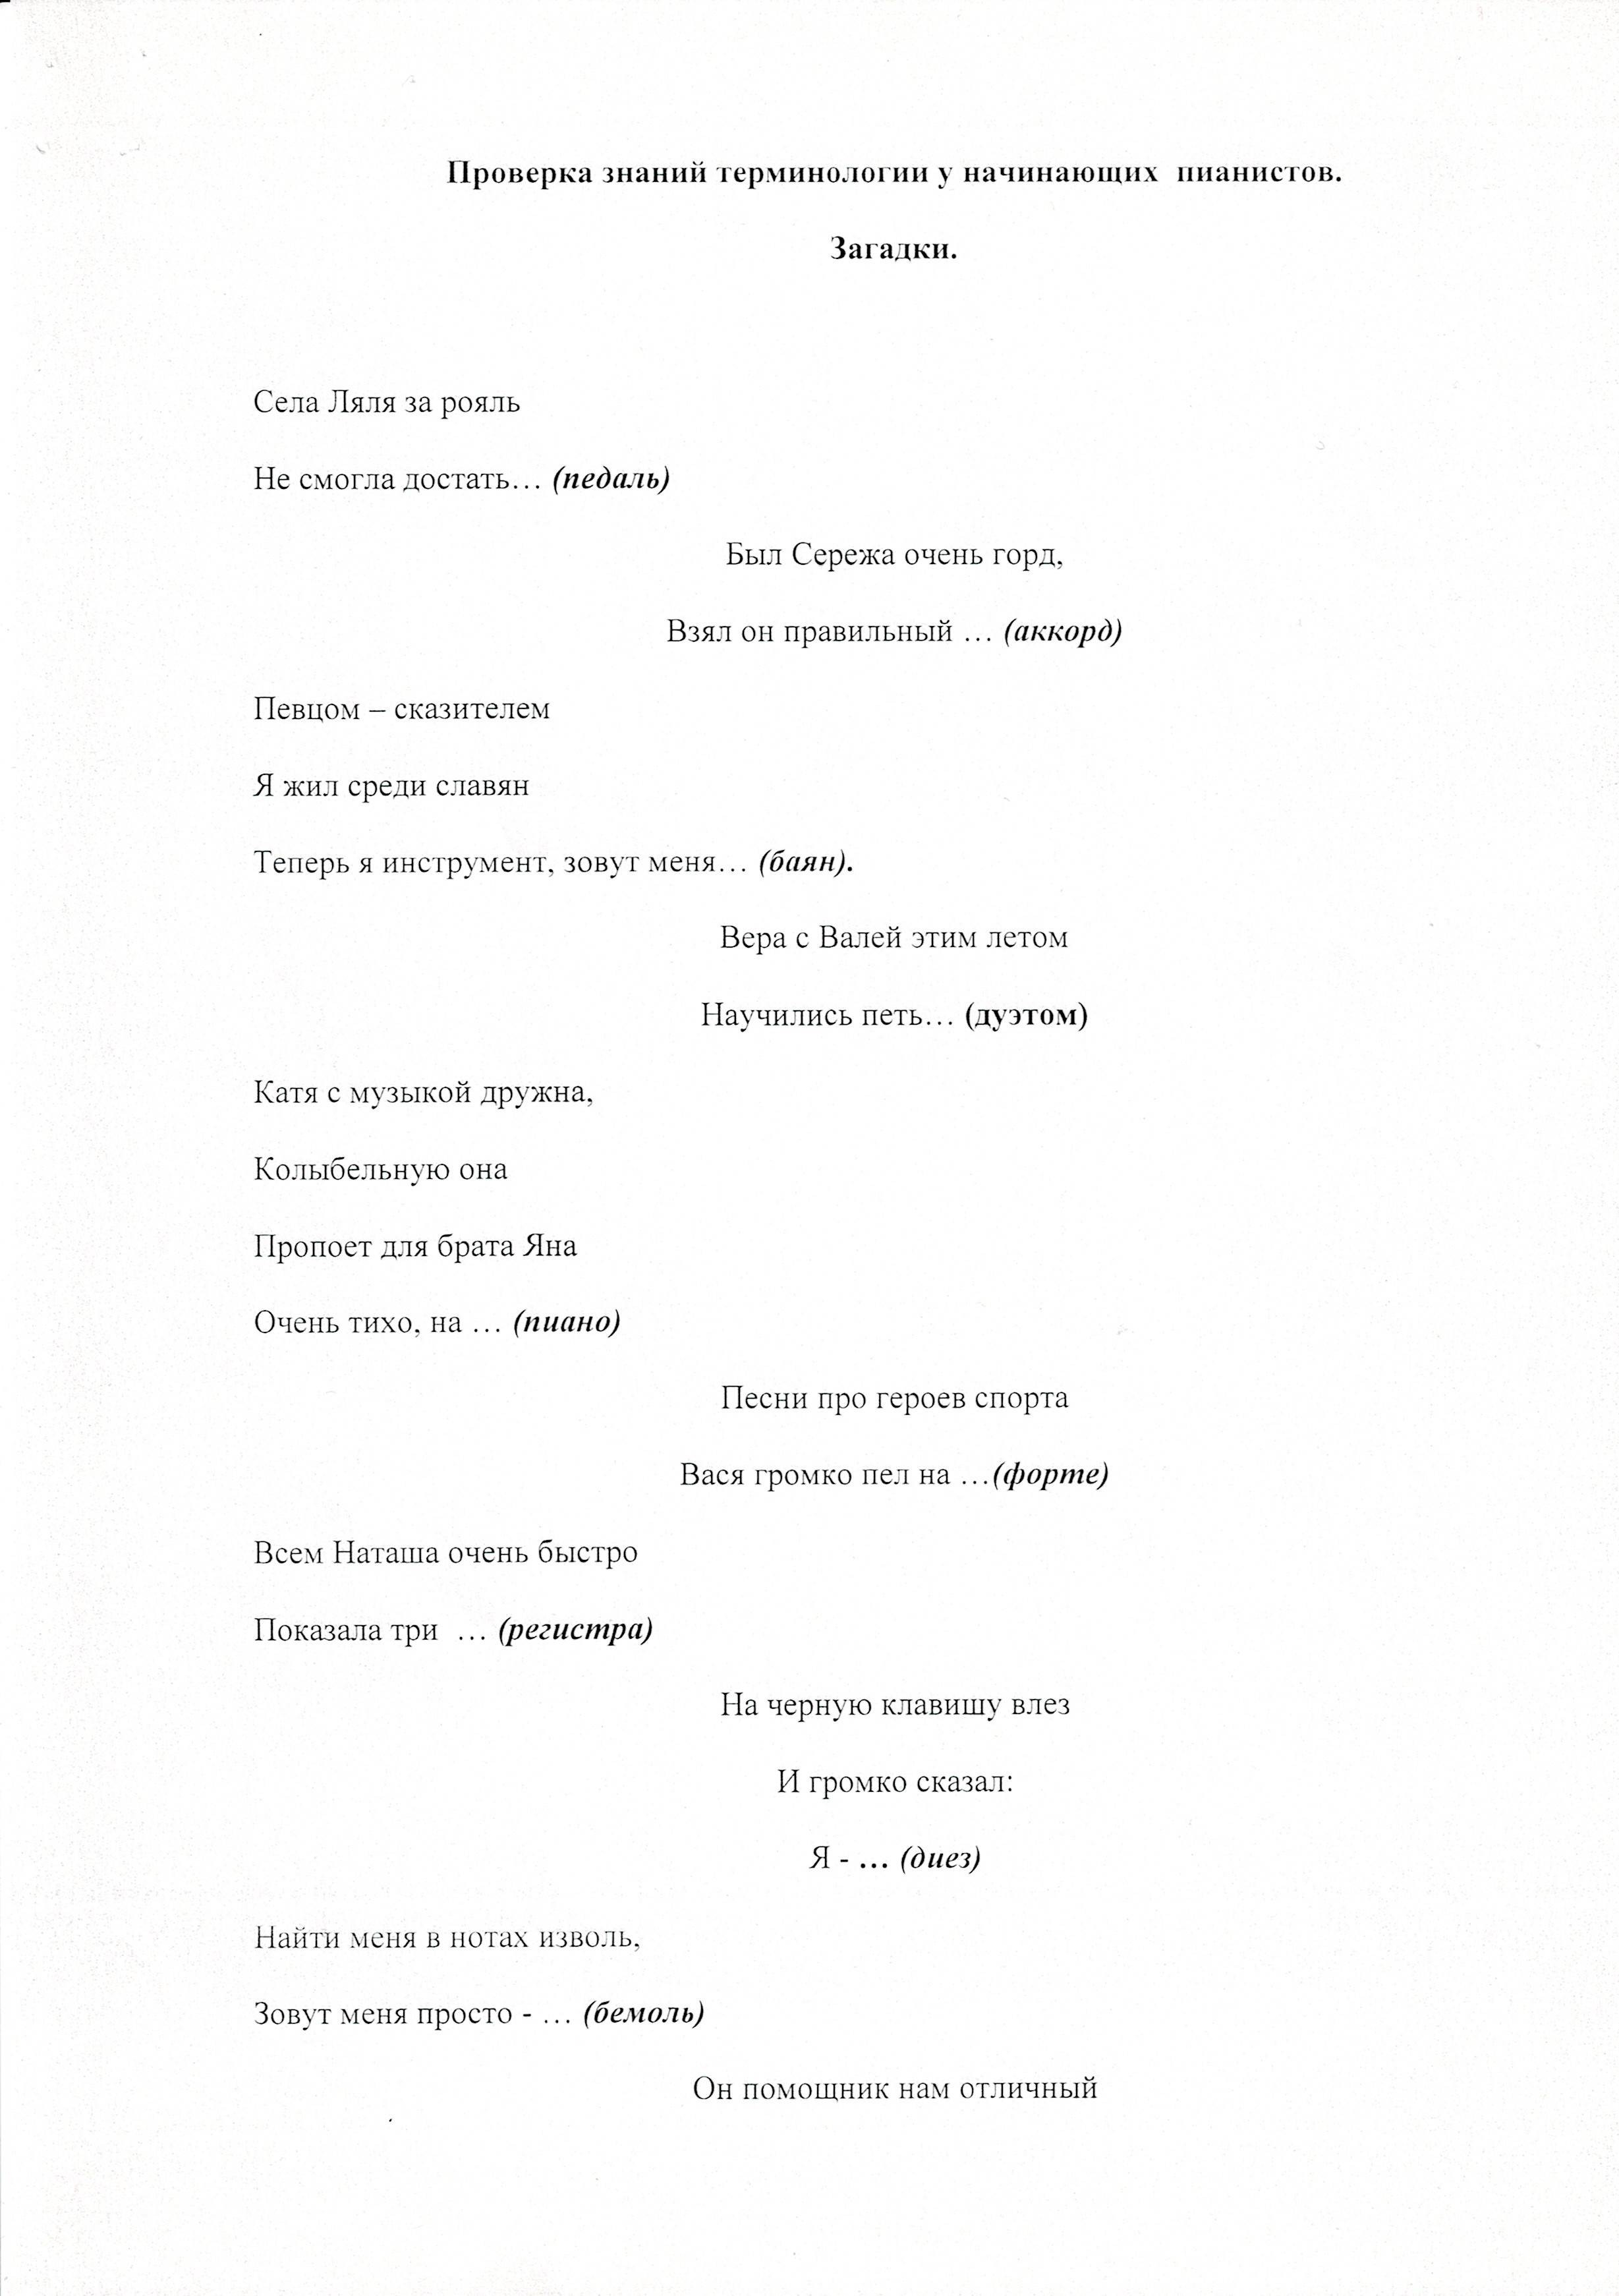 Проверка знаний терминологии у начинающих  пианистов.
Загадки.
Села Ляля за рояль
Не смогла достать… (педаль)
Был Сережа очень горд,
Взял он правильный … (аккорд)
Певцом – сказителем
Я жил среди славян
Теперь я инструмент, зовут меня… (баян).
Вера с Валей этим летом
Научились петь… (дуэтом)
Катя с музыкой дружна,
Колыбельную она
Пропоет для брата Яна
Очень тихо, на … (пиано)
Песни про героев спорта
Вася громко пел на …(форте)
Всем Наташа очень быстро
Показала три  … (регистра)
На черную клавишу влез
И громко сказал:
Я - … (диез)
Найти меня в нотах изволь,
Зовут меня просто - … (бемоль)
Он помощник нам отличный